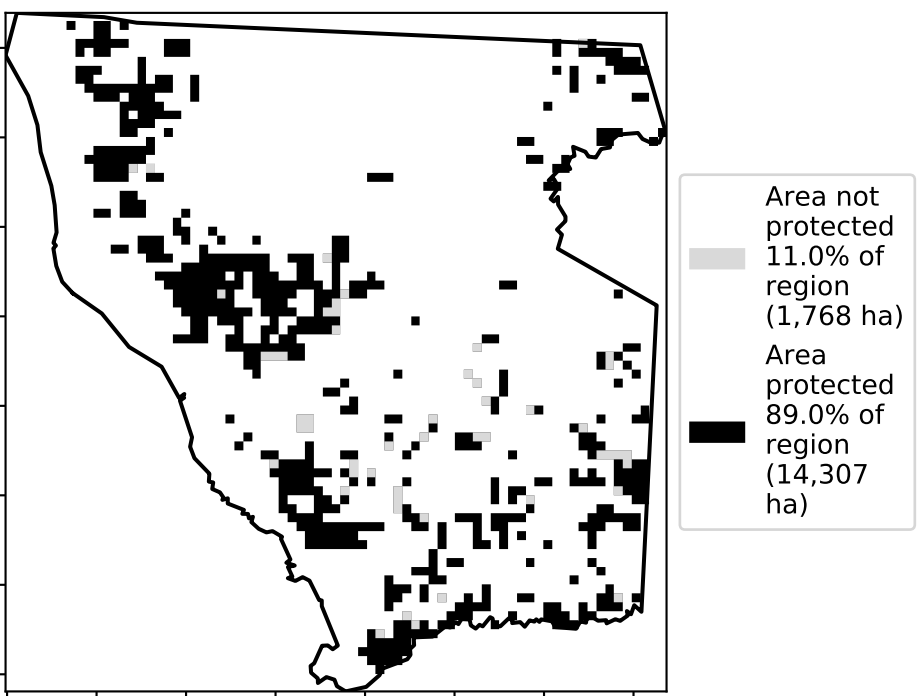 Area not
protected
11.0% of
region
(1,768 ha)
Area
protected
89.0% of
region
(14,307
ha)